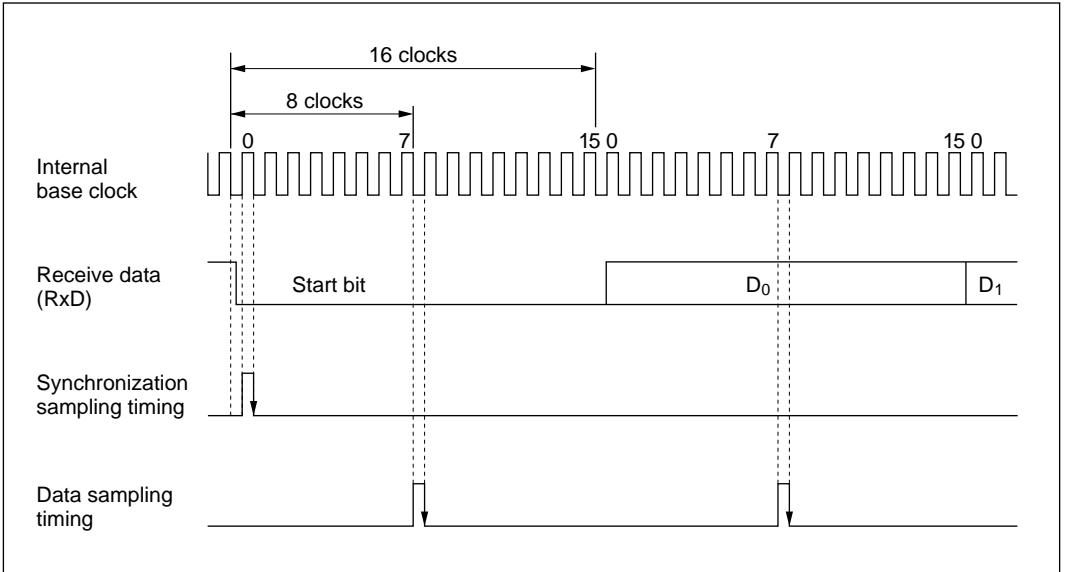 16 clocks
8 clocks
0 7 15 0 7 15 0
Internal
base clock
Receive data
(RxD)
Start bit
D0
D1
Synchronization
sampling timing
Data sampling
timing